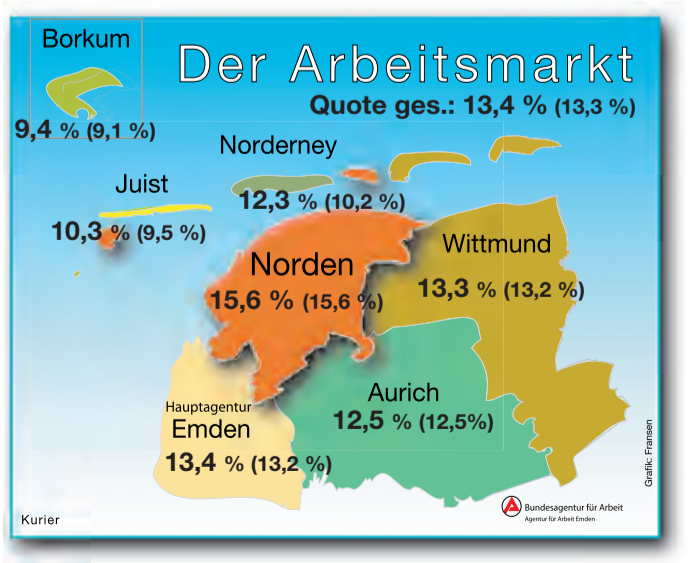 Borkum
9,4 % (9,1 %)
Der Arbeitsmarkt
Quote ges.: 13,4 % (13,3 %)
Norderney
12,3 % (10,2 %)
Juist
10,3 % (9,5 %)
Norden
15,6 % (15,6 %)
Wittmund
13,3 % (13,2 %)
Aurich
12,5 % (12,5%)
Hauptagentur
Emden
13,4 % (13,2 %)
Grafik: Fransen
Bundesagentur für Arbeit
Agentur für Arbeit Emden
Kurier